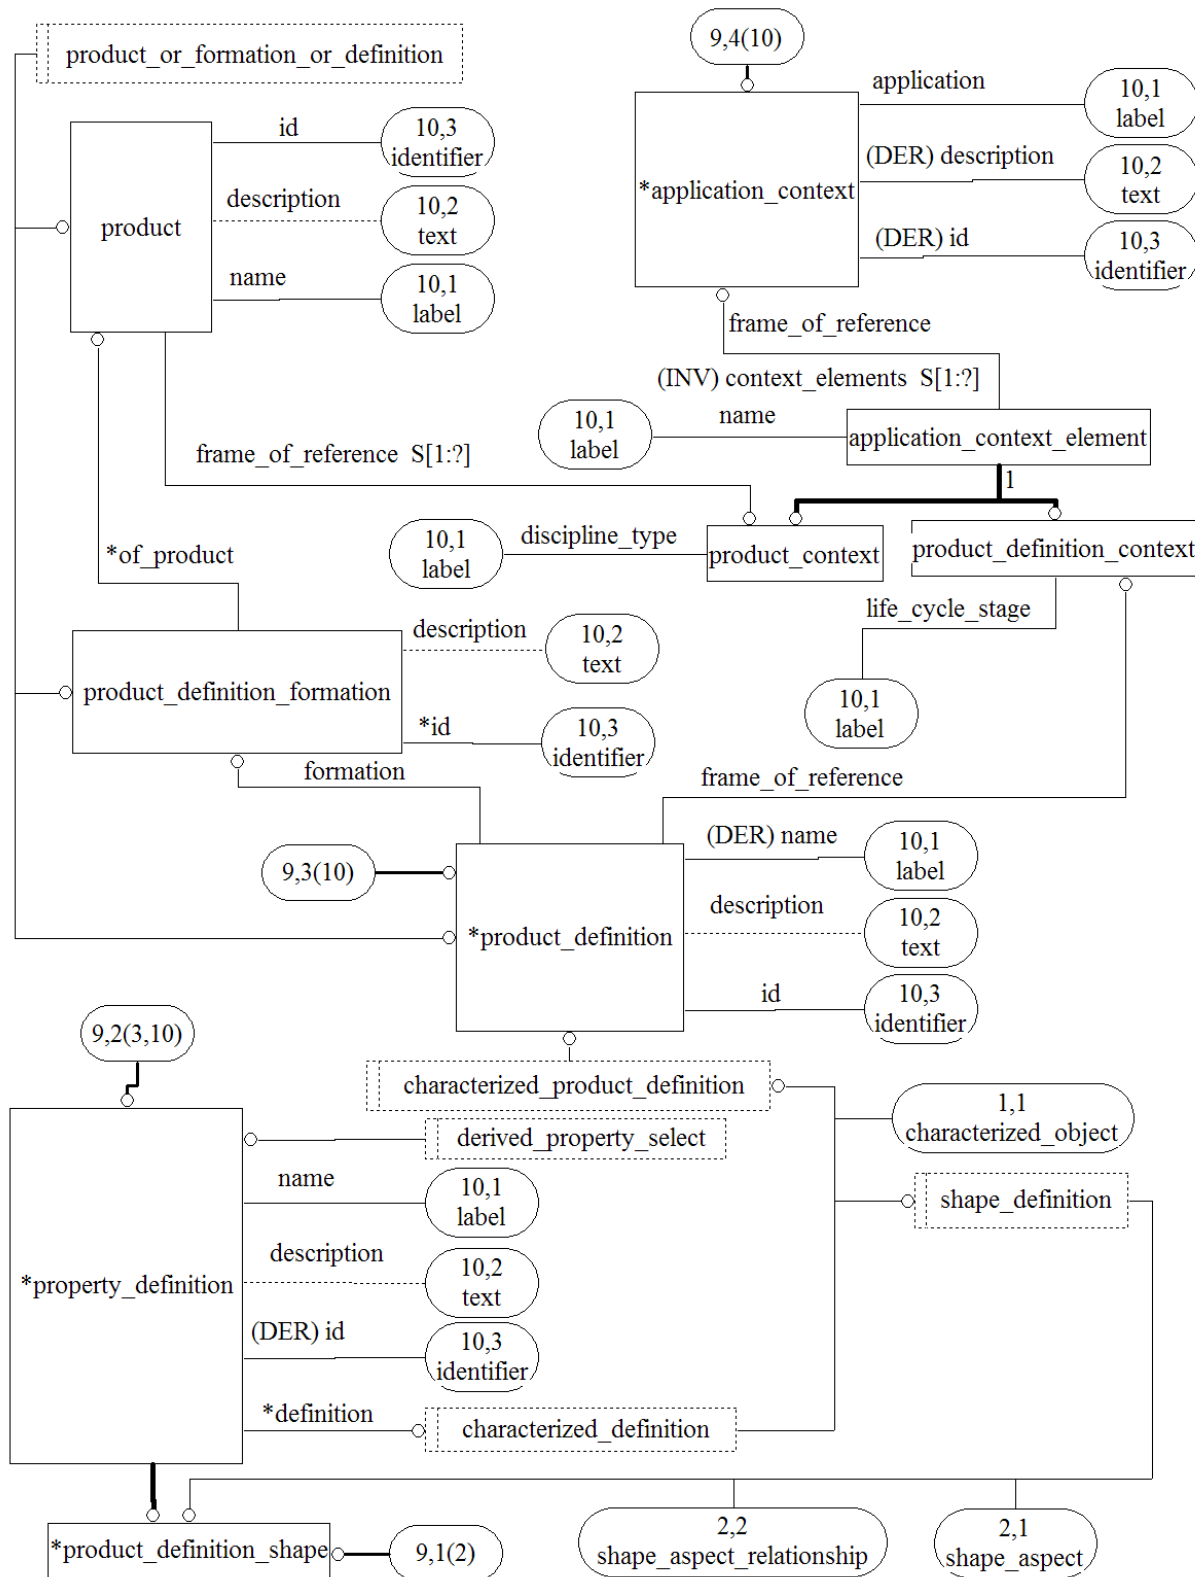 product_or_formation_or_definition
9,4(10)
application
10,1
label
id
10,3
identifier
(DER) description
10,2
text
*application_context
description
10,2
text
product
(DER) id
10,3
identifier
name
10,1
label
frame_of_reference
(INV) context_elements S[1:?]
name
10,1
label
application_context_element
frame_of_reference S[1:?]
1
discipline_type
10,1
label
product_context
product_definition_context
*of_product
life_cycle_stage
description
10,2
text
product_definition_formation
10,1
label
*id
10,3
identifier
formation
frame_of_reference
(DER) name
10,1
label
9,3(10)
description
10,2
text
*product_definition
id
10,3
identifier
9,2(3,10)
characterized_product_definition
1,1
characterized_object
derived_property_select
name
10,1
label
shape_definition
description
10,2
text
*property_definition
(DER) id
10,3
identifier
*definition
characterized_definition
*product_definition_shape
9,1(2)
2,2
shape_aspect_relationship
2,1
shape_aspect